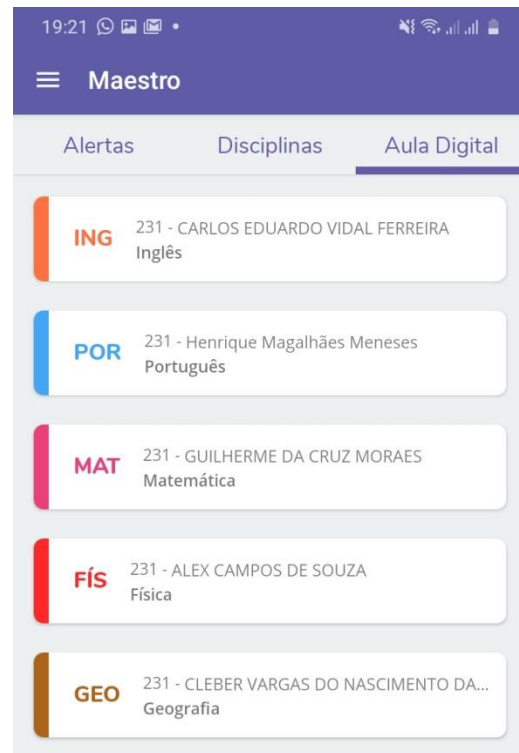 19:21
Maestro
Alertas Disciplinas Aula Digital
ING
231 - CARLOS EDUARDO VIDAL FERREIRA
Inglês
POR
231 - Henrique Magalhães Meneses
Português
MAT
231 - GUILHERME DA CRUZ MORAES
Matemática
FÍS
231 - ALEX CAMPOS DE SOUZA
Física
GEO
231 - CLEBER VARGAS DO NASCIMENTO DA...
Geografia